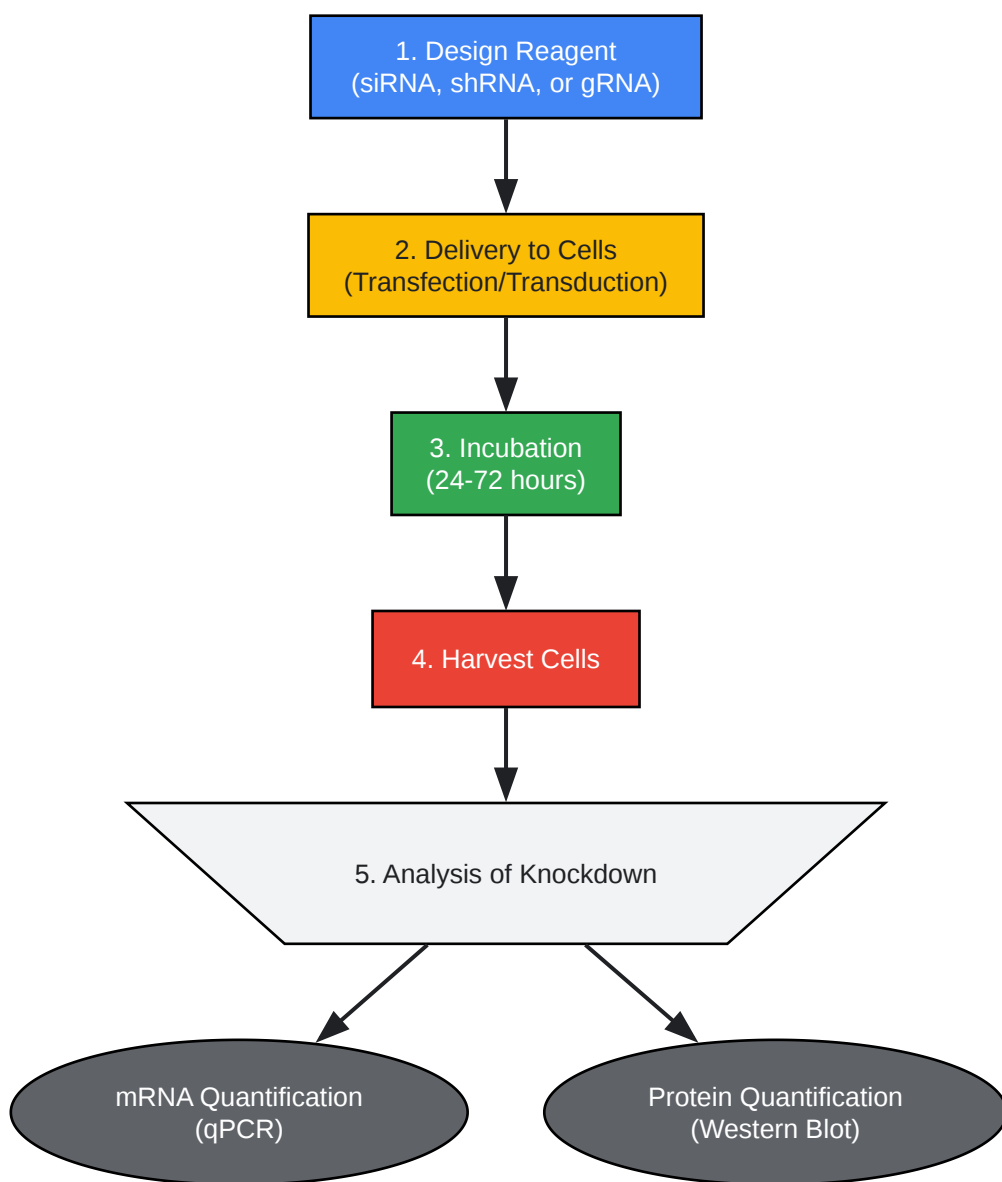 1. Design Reagent
(siRNA, shRNA, or gRNA)
2. Delivery to Cells
(Transfection/Transduction)
3. Incubation
(24-72 hours)
4. Harvest Cells
5. Analysis of Knockdown
mRNA Quantification
(qPCR)
Protein Quantification
(Western Blot)